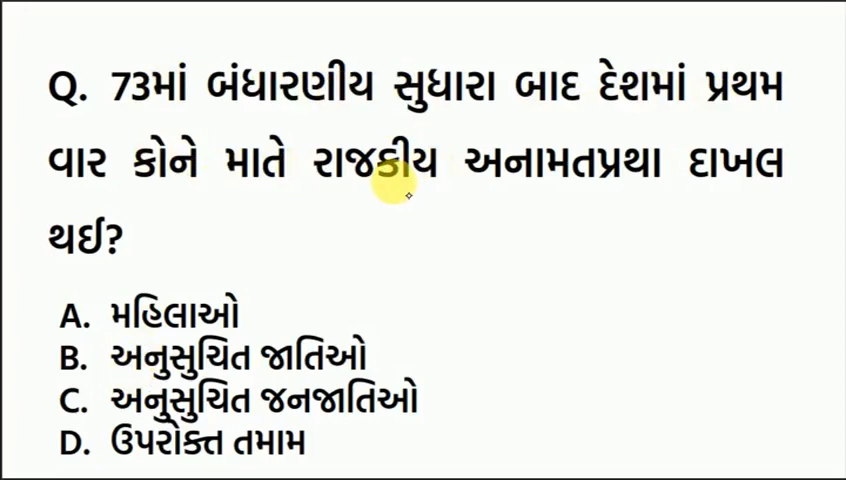 Q. 73માં બંધારણીય સુધારા બાદ દેશમાં પ્રથમ
વાર કોને માતે રાજકીય અનામતપ્રથા દાખલ
થઈ?
A. મહિલાઓ
B. અનુસુચિત જાતિઓ
C. અનુસુચિત જનજાતિઓ
D. ઉપરોક્ત તમામ